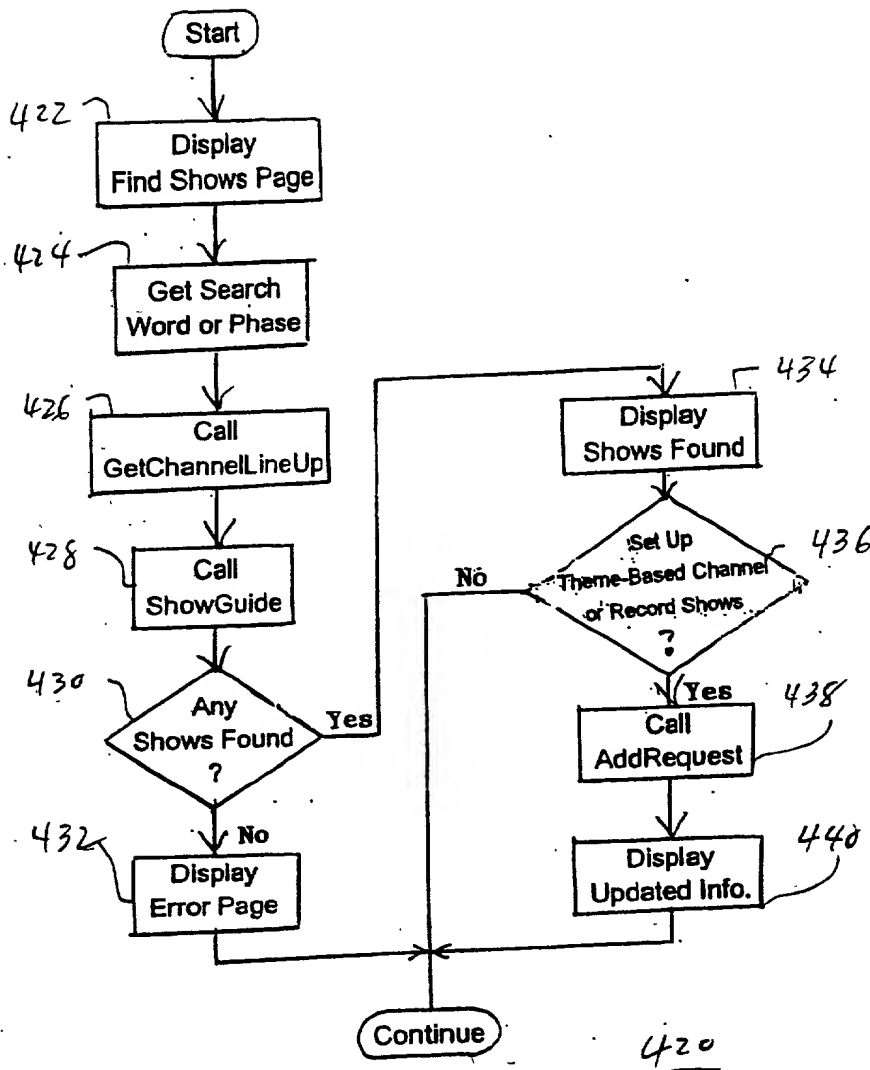 Start
422
Display
Find Shows Page
424
Get Search
Word or Phase
426
Call
GetChannelLineUp
428
Call
ShowGuide
430
Any
Shows Found
?
Yes
432
No
Display
Error Page
434
Display
Shows Found
436
Set Up
Theme-Based Channel
or Record Shows
?
No
Yes
438
Call
AddRequest
440
Display
Updated Info.
Continue
420